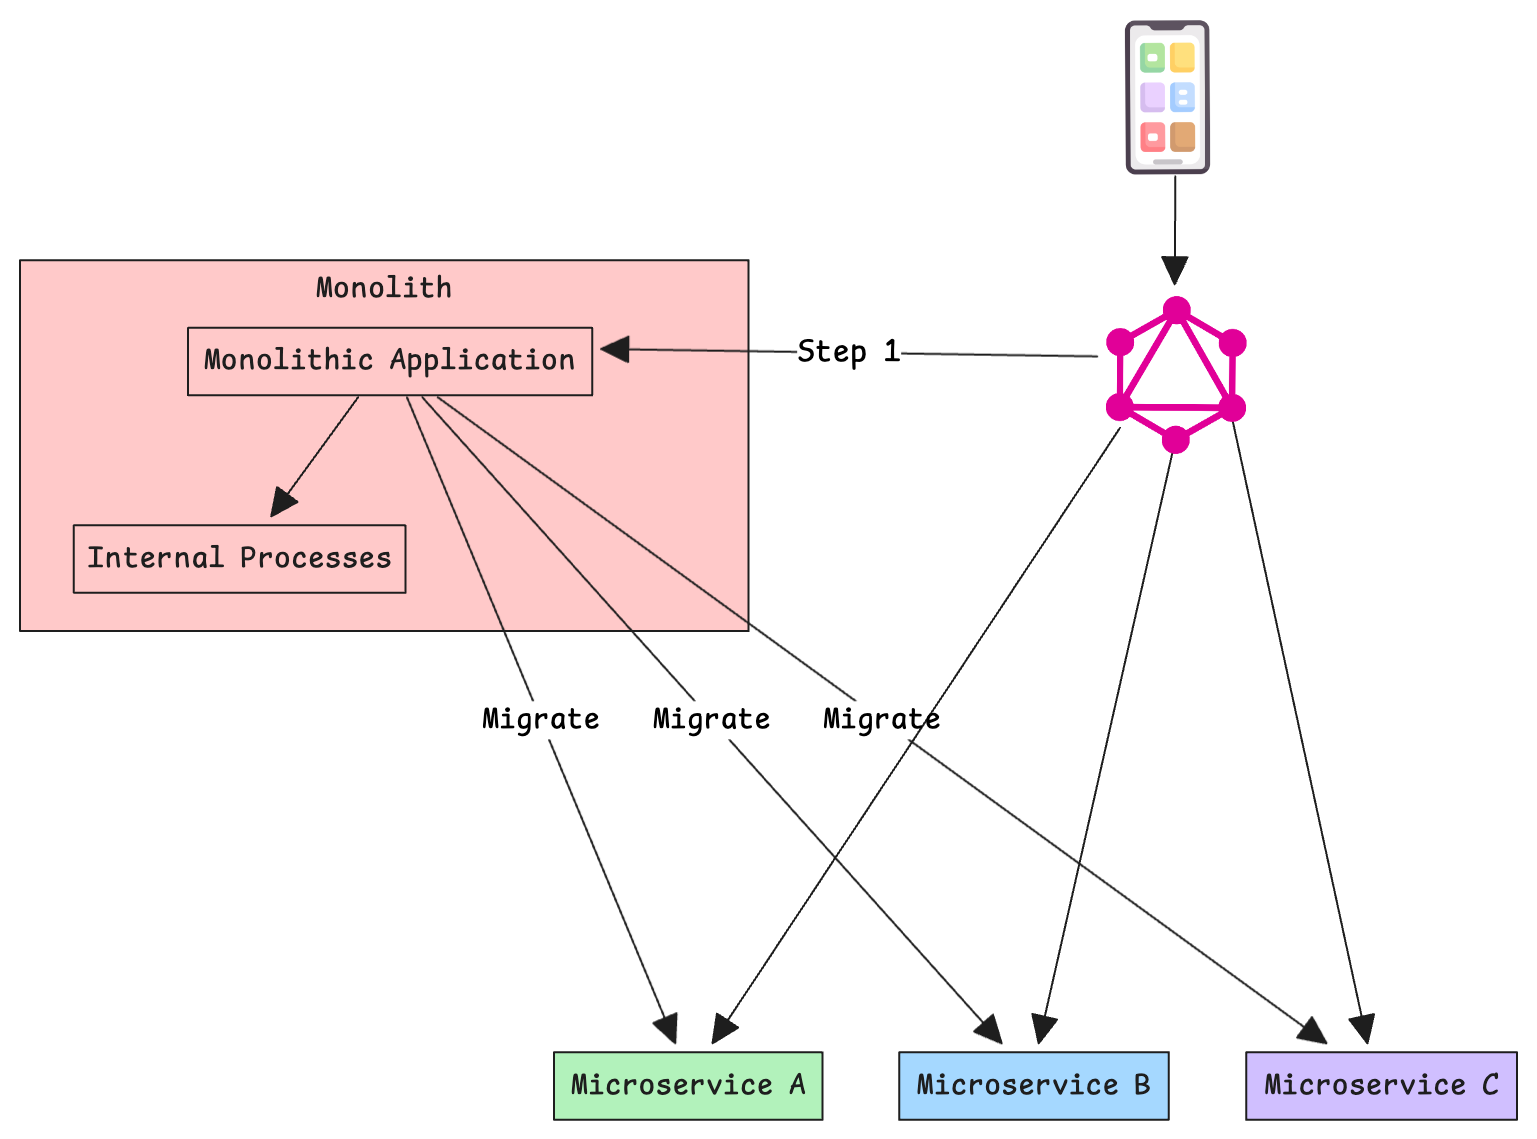 Monolith
Monolithic Application
Step 1
Internal Processes
Migrate
Migrate
Migrate
Microservice A
Microservice B
Microservice C